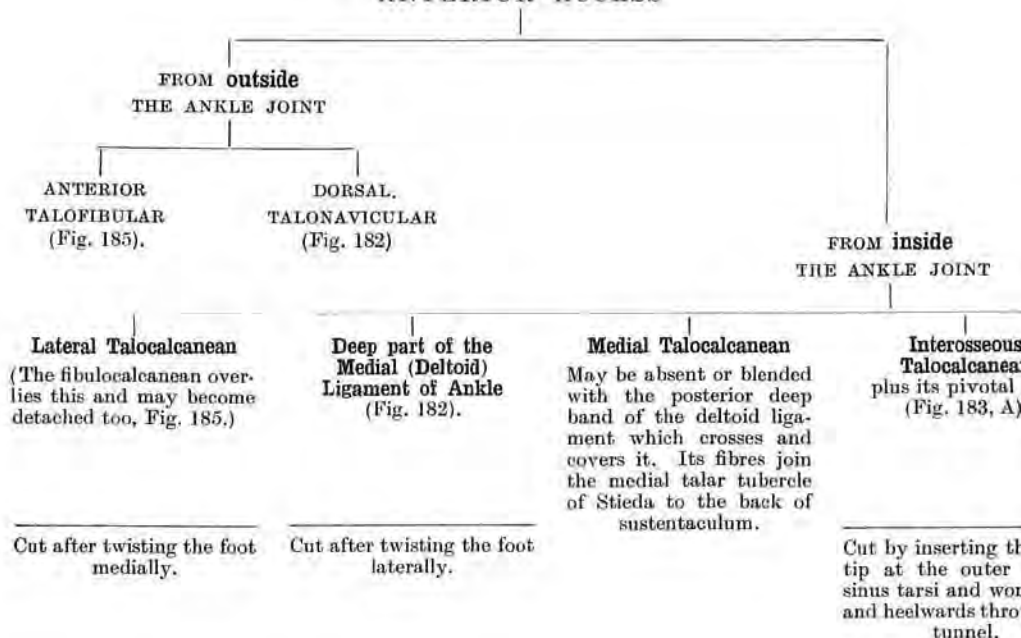 FROM outside
THE ANKLE JOINT
ANTERIOR
TALOFIBULAR
(Fig. 185).
DORSAL.
TALONAVICULAR
(Fig. 182)
FROM inside
THE ANKLE JOINT
Lateral Talocalcanean
(The fibulocalcanean over-
lies this and may become
detached too, Fig. 185.)
Cut after twisting the foot
medially.
Deep part of the
Medial (Deltoid)
Ligament of Ankle
(Fig. 182).
Cut after twisting the foot
laterally.
Medial Talocalcanean
May be absent or blended
with the posterior deep
band of the deltoid liga-
ment which crosses and
covers it. Its fibres join
the medial talar tubercle
of Stieda to the back of
sustentaculum.
Interosseous
Talocalcanea
plus its pivotal
(Fig. 183, A)
Cut by inserting th
tip at the outer
sinus tarsi and wor
and heelwards thro
tunnel.